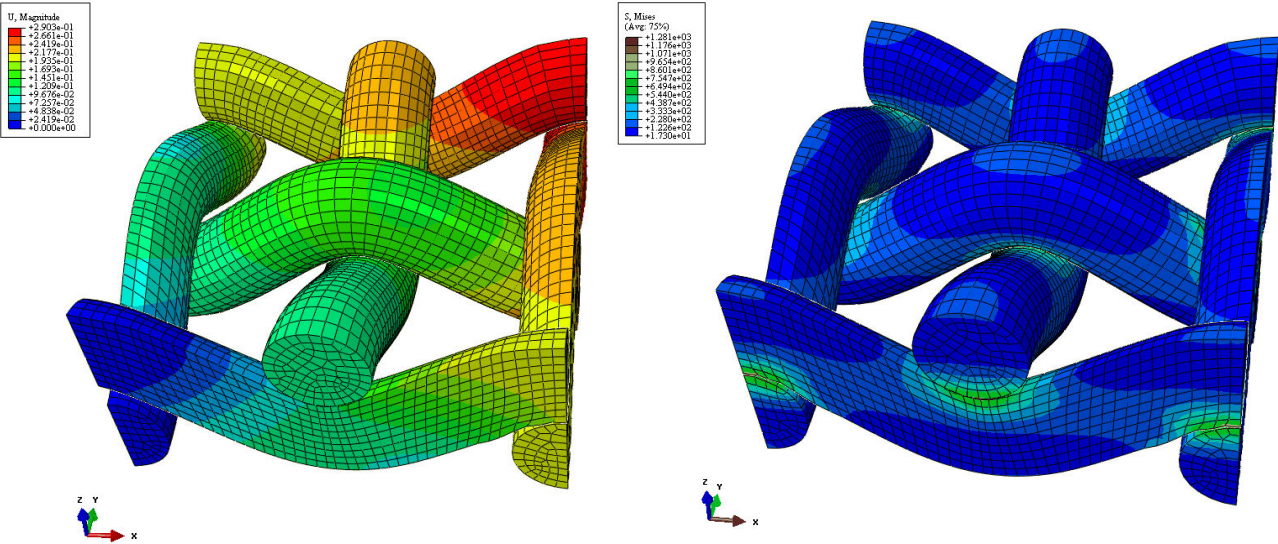 U, Magnitude
+2.903e-01
+2.661e-01
+2.419e-01
+2.177e-01
+1.935e-01
+1.693e-01
+1.451e-01
+1.209e-01
+9.676e-02
+7.257e-02
+4.838e-02
+2.419e-02
+0.000e+00
Z Y
X
S, Mises
(Avg: 75%)
+1.281e+03
+1.176e+03
+1.071e+03
+9.654e+02
+8.601e+02
+7.547e+02
+6.494e+02
+5.440e+02
+4.387e+02
+3.333e+02
+2.280e+02
+1.226e+02
+1.730e+01
Z Y
X